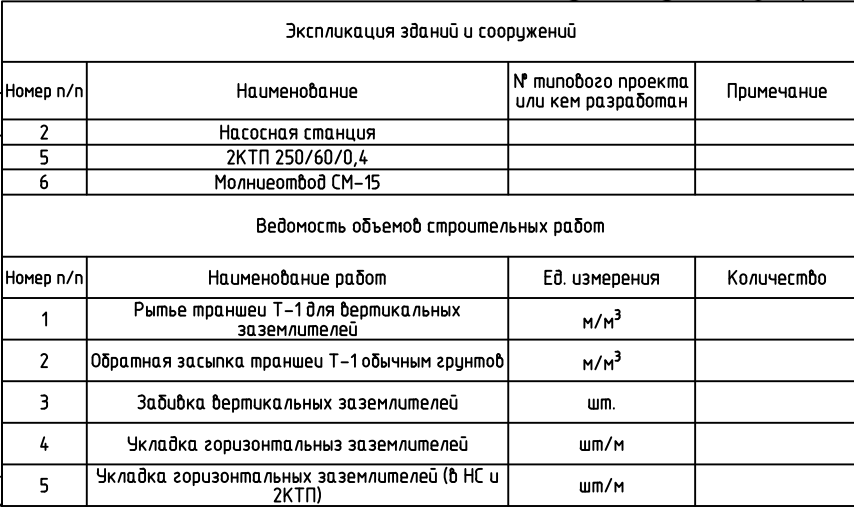 Экспликация зданий и сооружений
Номер п/п Наименование № типового проекта или кем разработан Примечание
2 Насосная станция
5 2КТП 250/60/0,4
6 Молниеотвод СМ-15
Ведомость объемов строительных работ
Номер п/п Наименование работ Ед. измерения Количество
1 Рытье траншеи Т-1 для вертикальных заземлителей м/м³
2 Обратная засыпка траншеи Т-1 обычным грунтов м/м³
3 Забивка вертикальных заземлителей шт.
4 Укладка горизонтальныз заземлителей шт/м
5 Укладка горизонтальных заземлителей (в НС и 2КТП) шт/м